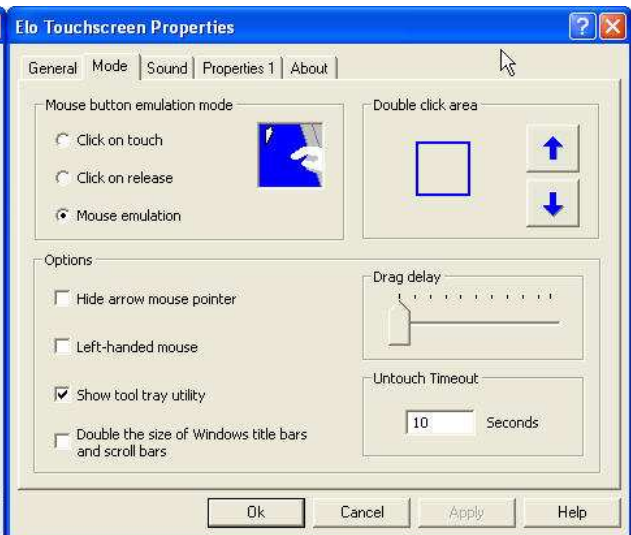 Elo Touchscreen Properties
General Mode Sound Properties 1 About
Mouse button emulation mode
Click on touch
Click on release
Mouse emulation
Double click area
Options
Hide arrow mouse pointer
Left-handed mouse
Show tool tray utility
Double the size of Windows title bars
and scroll bars
Drag delay
Untouch Timeout
10 Seconds
Ok Cancel Apply Help